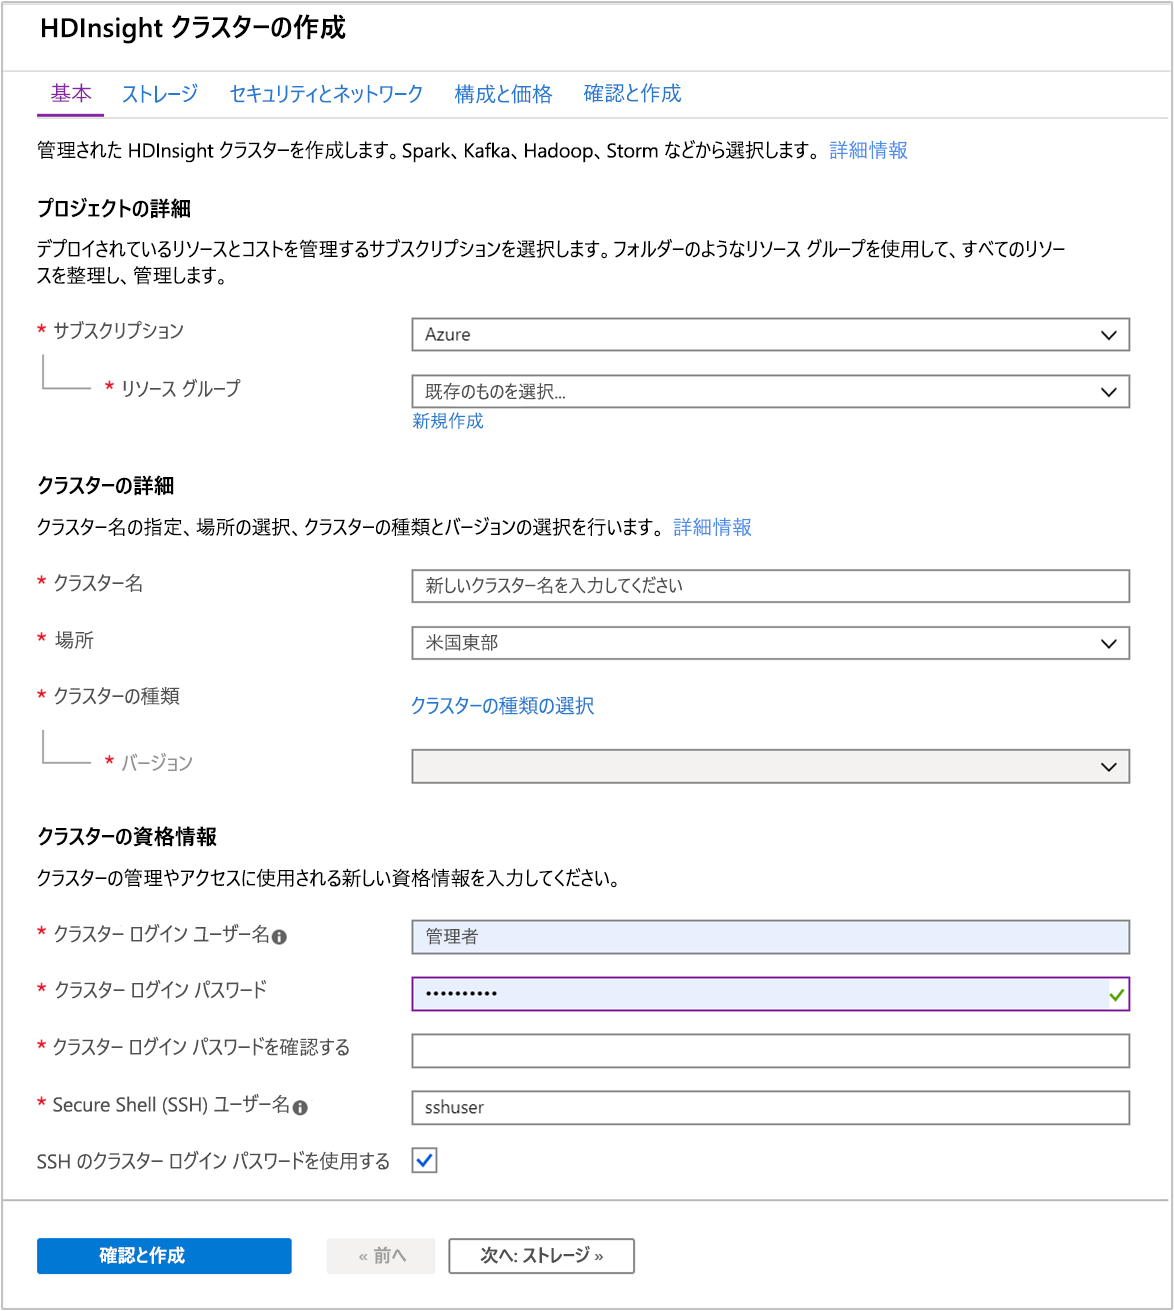 HDInsight クラスターの作成
基本 ストレージ セキュリティとネットワーク 構成と価格 確認と作成
管理された HDInsight クラスターを作成します。Spark、Kafka、Hadoop、Storm などから選択します。 詳細情報
プロジェクトの詳細
デプロイされているリソースとコストを管理するサブスクリプションを選択します。フォルダーのようなリソース グループを使用して、すべてのリソー
スを整理し、管理します。
* サブスクリプション Azure
* リソース グループ 既存のものを選択...
新規作成
クラスターの詳細
クラスター名の指定、場所の選択、クラスターの種類とバージョンの選択を行います。 詳細情報
* クラスター名 新しいクラスター名を入力してください
* 場所 米国東部
* クラスターの種類 クラスターの種類の選択
* バージョン
クラスターの資格情報
クラスターの管理やアクセスに使用される新しい資格情報を入力してください。
* クラスター ログイン ユーザー名 管理者
* クラスター ログイン パスワード ••••••••••
* クラスター ログイン パスワードを確認する
* Secure Shell (SSH) ユーザー名 sshuser
SSH のクラスター ログイン パスワードを使用する
確認と作成 « 前へ 次へ: ストレージ »